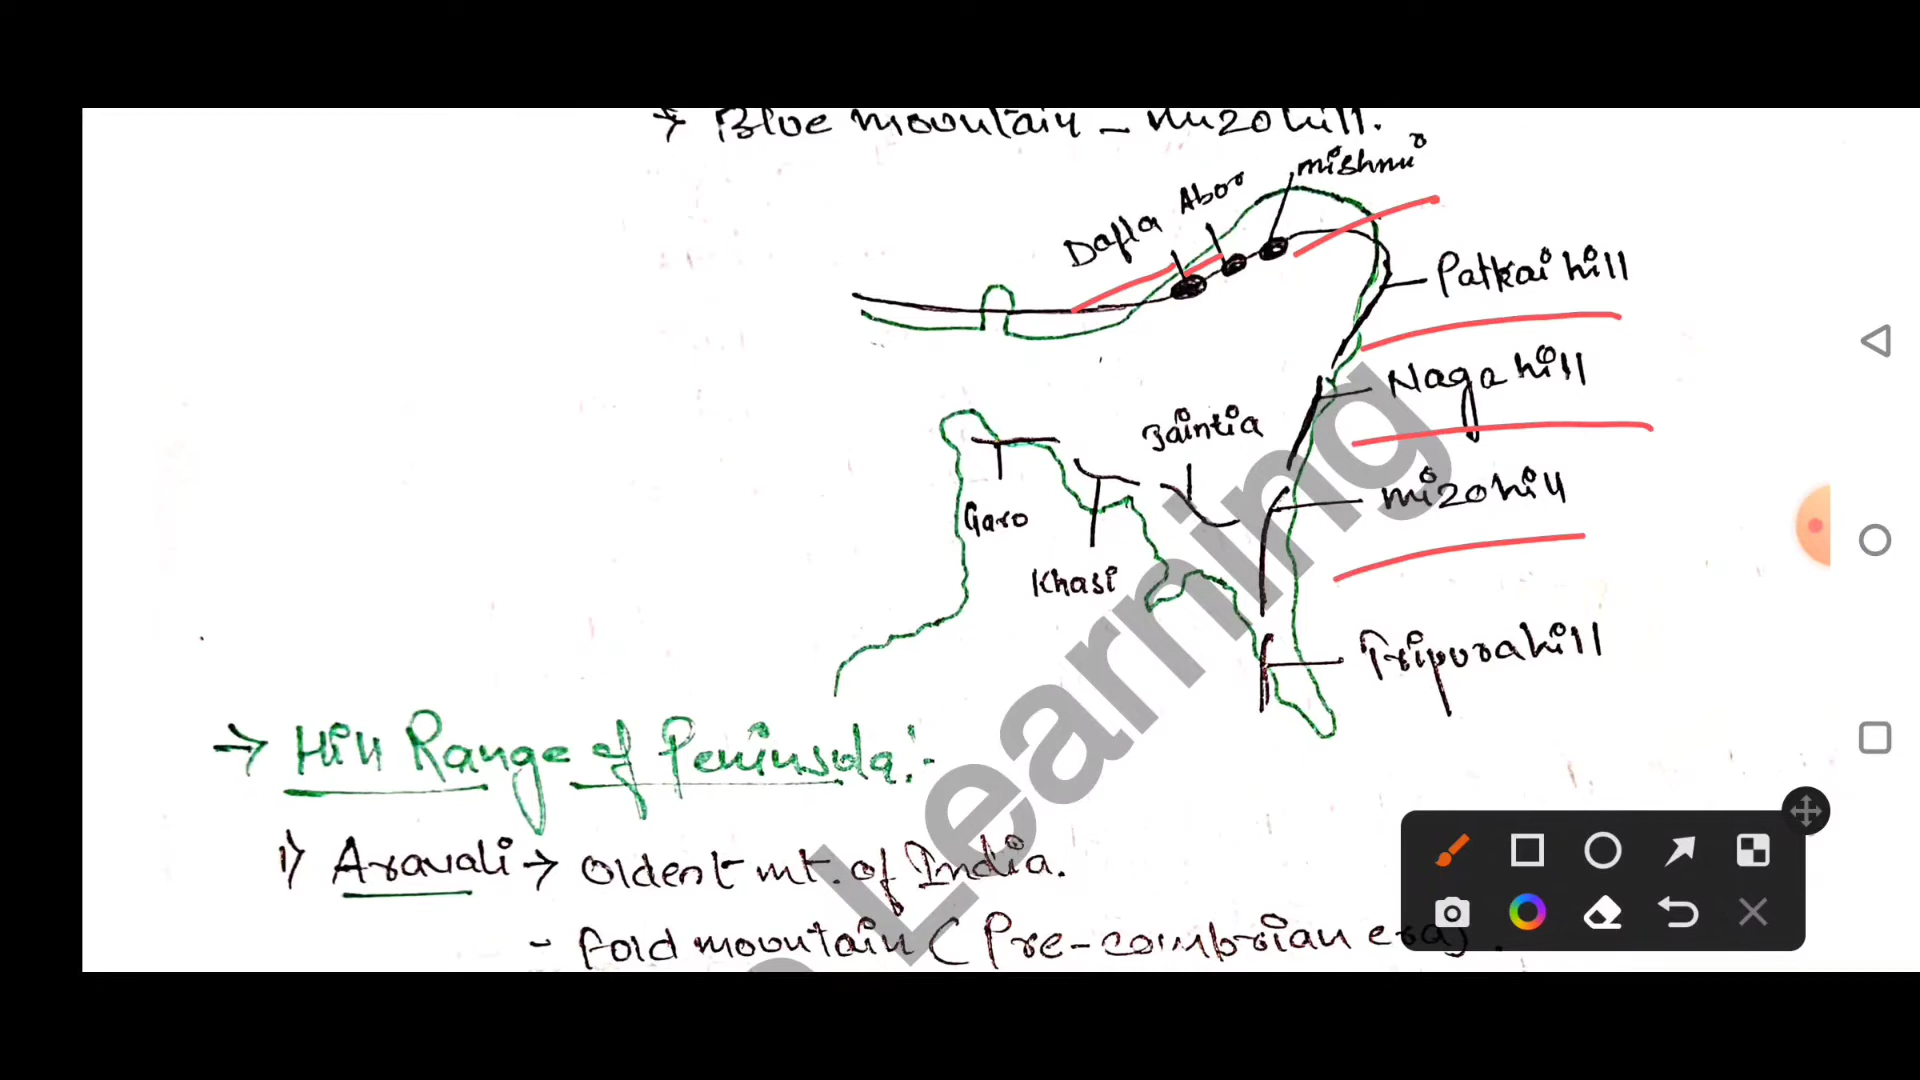 → Blue mountain - Mizo hill.
Mishmi
Abor
Dafla
Patkai hill
Naga hill
Jaintia
mizo hill
Garo
Khasi
Tripura hill
Learning
→ Hill Range of Peninsula:-
1) Aravali → Oldest mt. of India.
- Fold mountain (Pre-cambrian era).